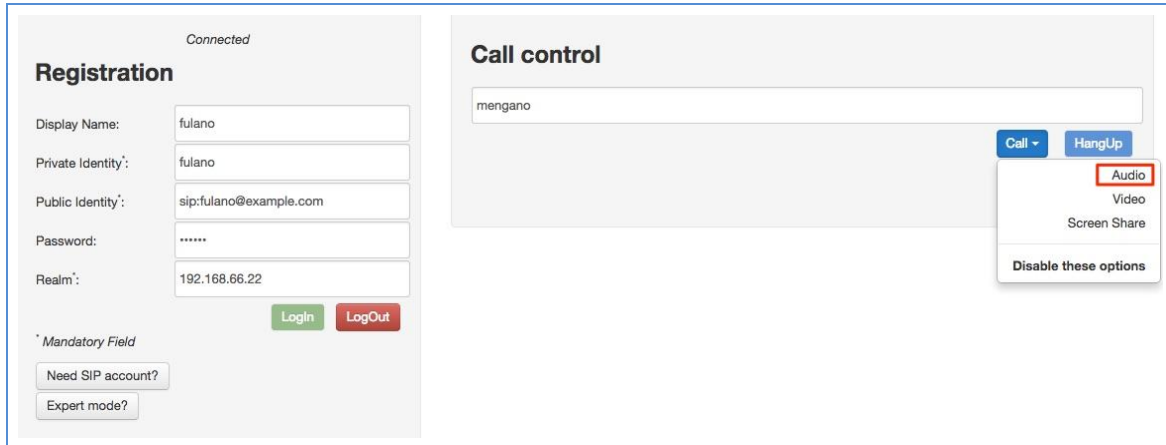 Connected
Registration
Display Name: fulano
Private Identity*: fulano
Public Identity*: sip:fulano@example.com
Password: ••••••
Realm*: 192.168.66.22
LogIn LogOut
* Mandatory Field
Need SIP account?
Expert mode?
Call control
mengano
Call HangUp
Audio
Video
Screen Share
Disable these options